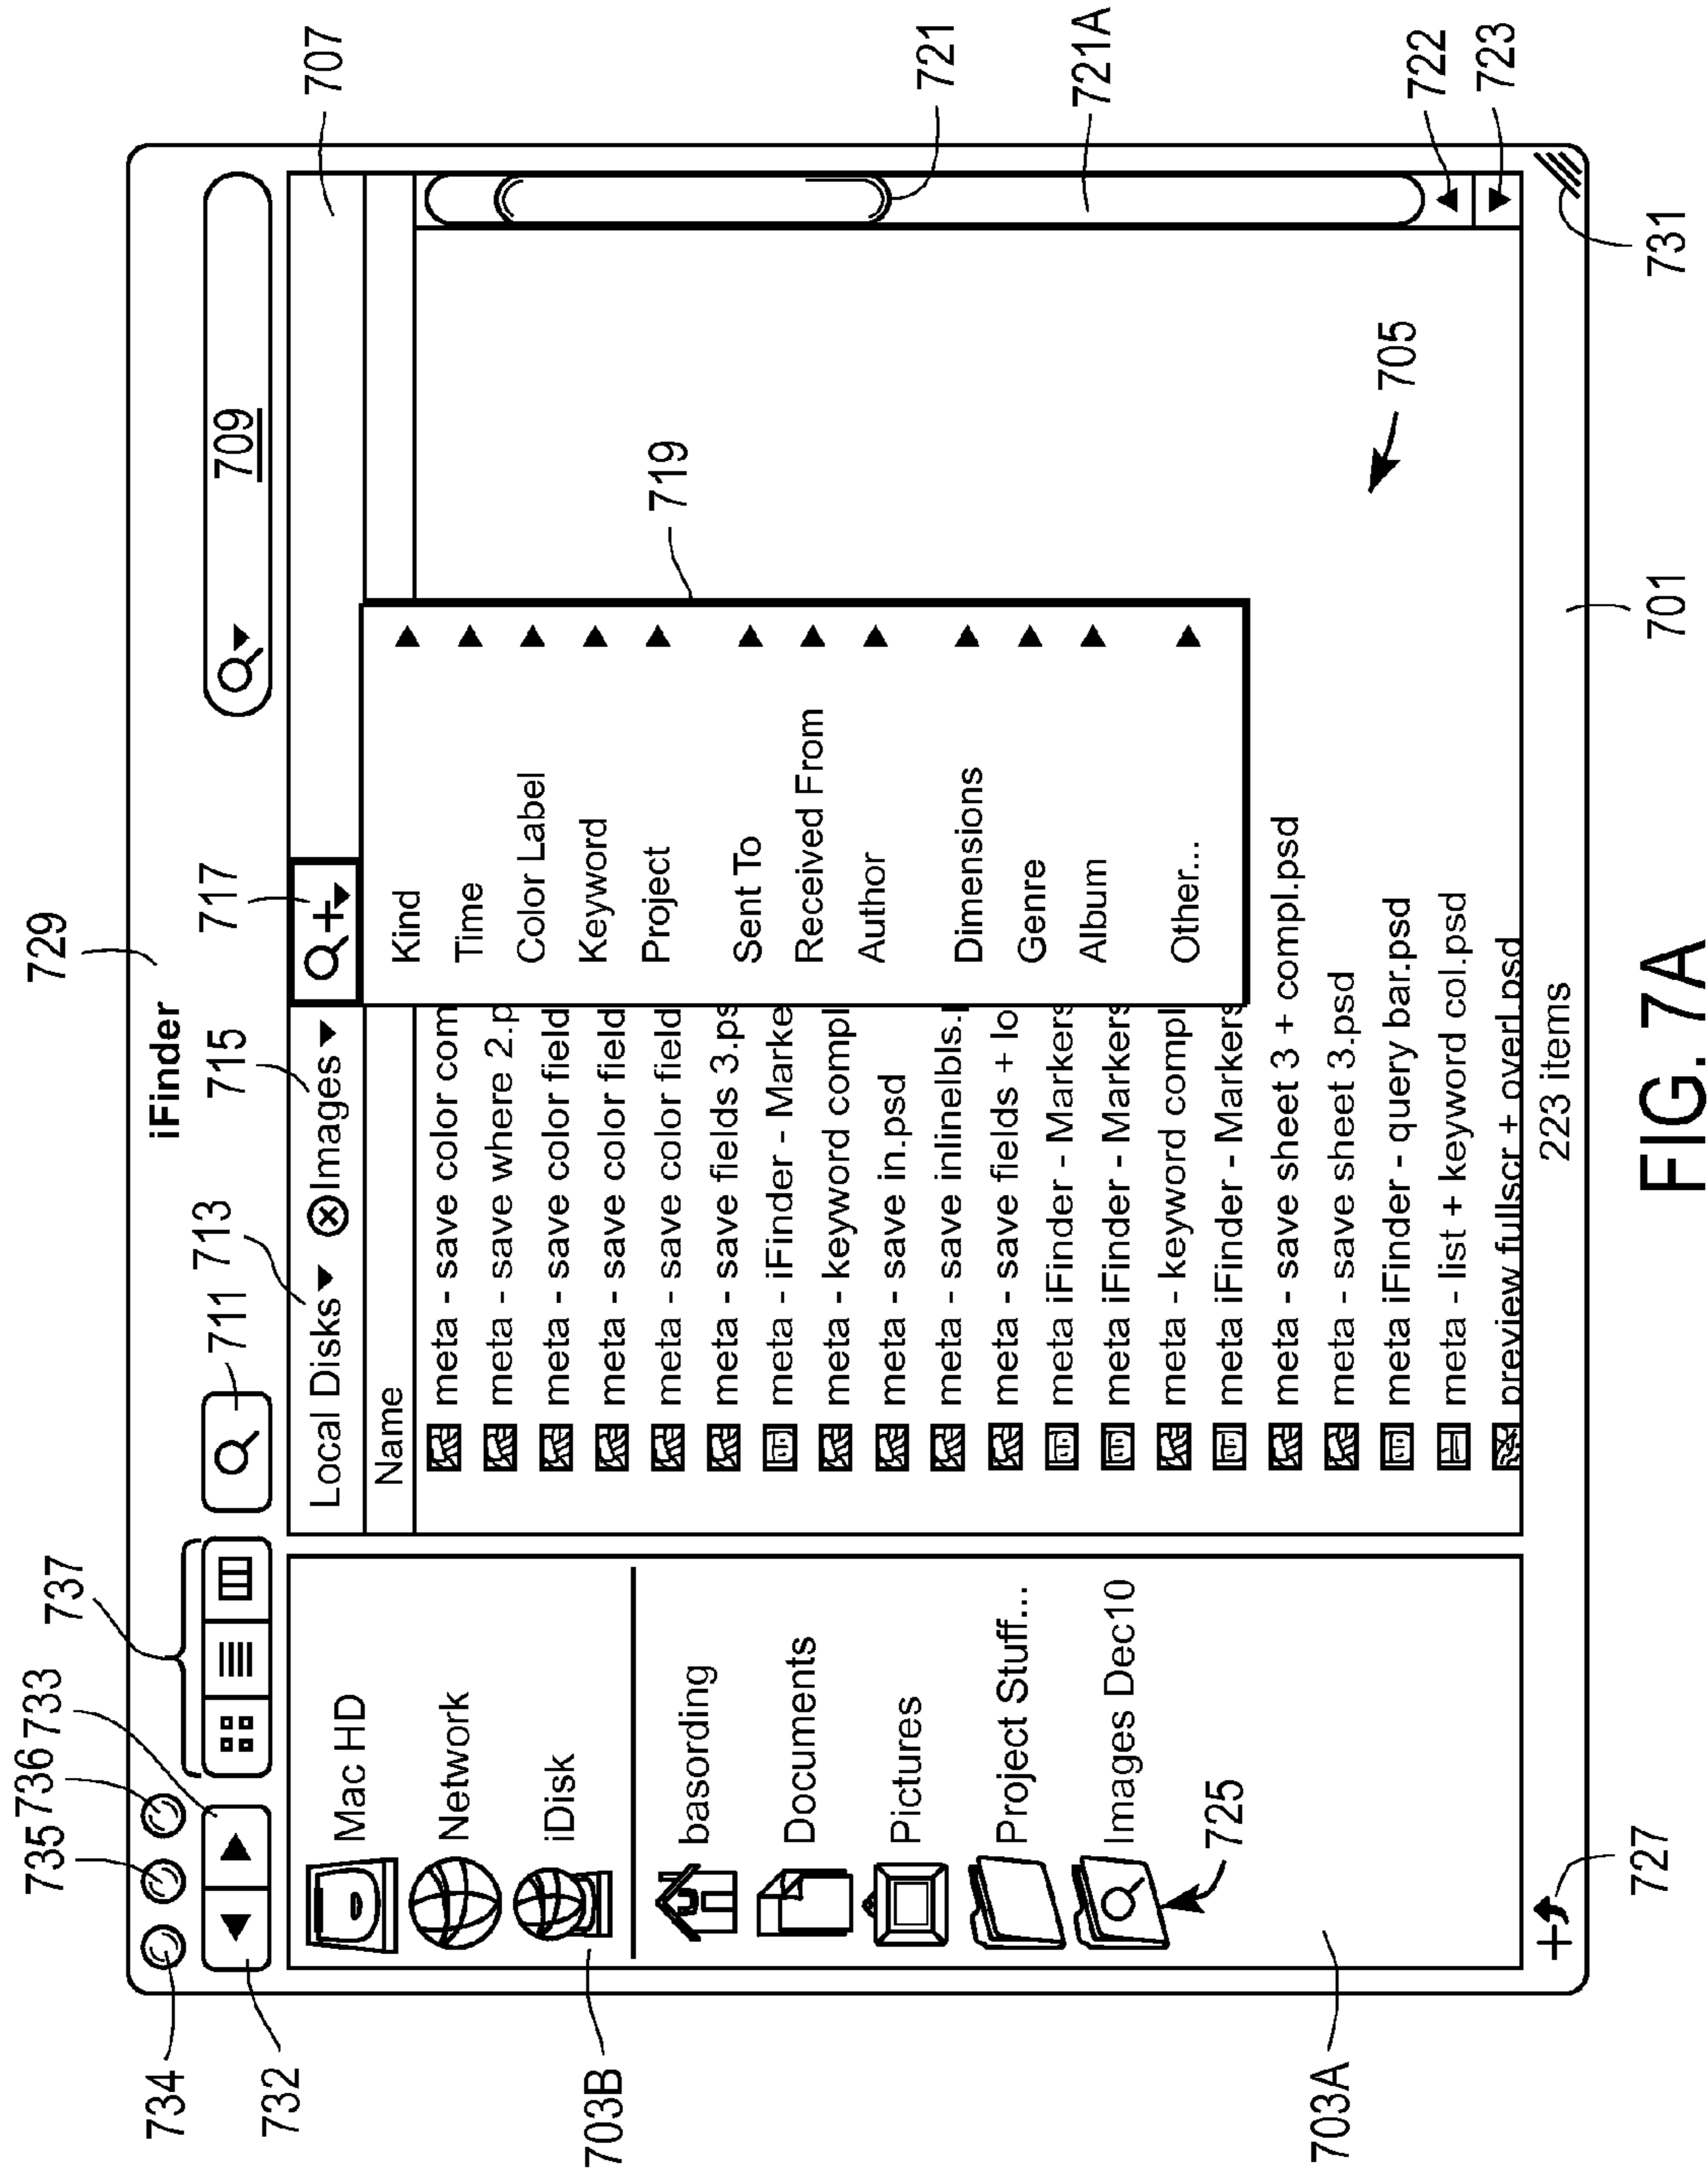 729
iFinder
734
735
736
733
737
711
713
715
717
707
732
709
Local Disks Images
Name
Mac HD
Network
iDisk
basording
Documents
Pictures
Project Stuff...
Images Dec10
703B
725
703A
727
Kind
Time
Color Label
Keyword
Project
Sent To
Received From
Author
Dimensions
Genre
Album
Other...
719
meta - save color com
meta - save where 2.p
meta - save color field
meta - save color field
meta - save color field
meta - save fields 3.ps
meta - iFinder - Marke
meta - keyword compl
meta - save in.psd
meta - save inlinelbls.
meta - save fields + lo
meta iFinder - Markers
meta iFinder - Markers
meta - keyword compl
meta iFinder - Markers
meta - save sheet 3 + compl.psd
meta - save sheet 3.psd
meta iFinder - query bar.psd
meta - list + keyword col.psd
preview fullscr + overl.psd
721
721A
722
723
705
223 items
701
731
FIG. 7A